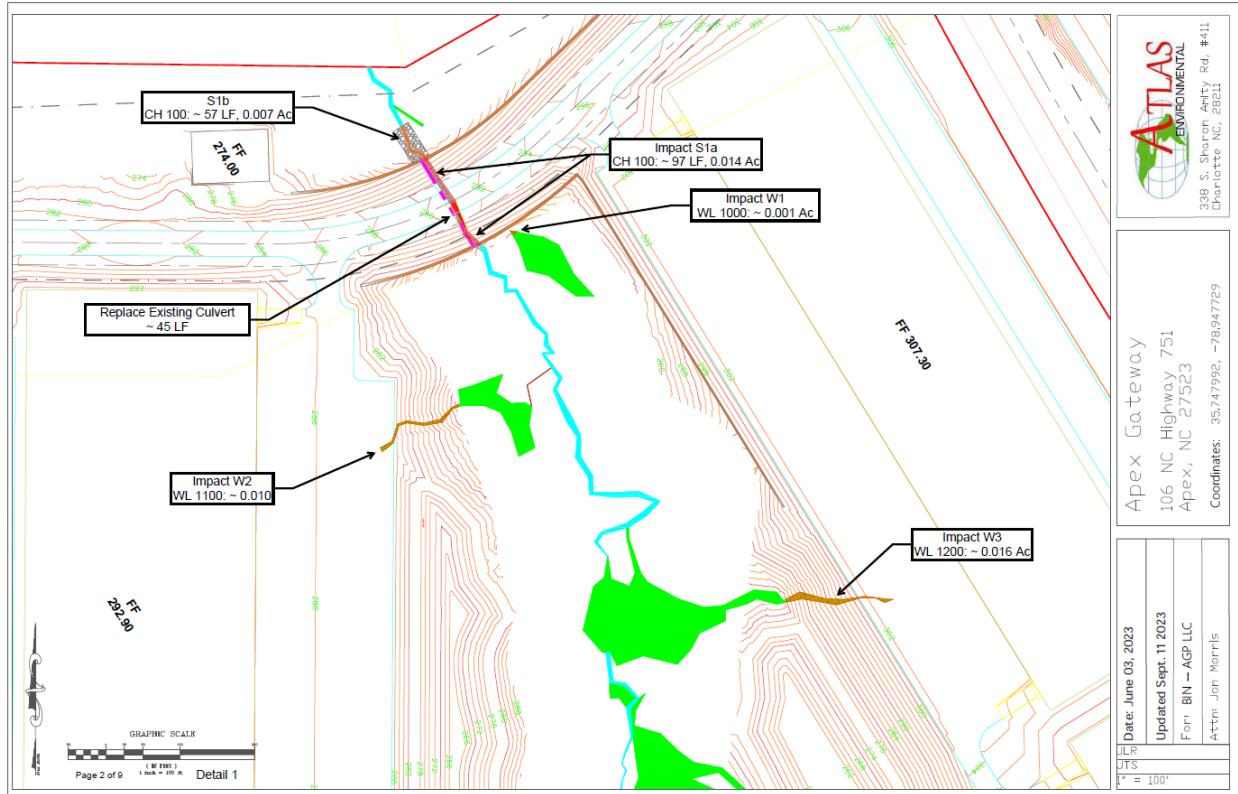 S1b
CH 100: ~ 57 LF, 0.007 Ac
FF
274.00
Impact S1a
CH 100: ~ 97 LF, 0.014 Ac
Impact W1
WL 1000: ~ 0.001 Ac
Replace Existing Culvert
~ 45 LF
FF 307.30
Impact W2
WL 1100: ~ 0.010
Impact W3
WL 1200: ~ 0.016 Ac
FF
292.90
GRAPHIC SCALE
( IN FEET )
1 inch = 100 ft
Page 2 of 9
Detail 1
ATLAS
ENVIRONMENTAL
338 S. Sharon Amity Rd. #411
Charlotte NC, 28211
Apex Gateway
106 NC Highway 751
Apex, NC 27523
Coordinates: 35.747992, -78.947729
Date: June 03, 2023
Updated Sept. 11 2023
For: BIN – AGP LLC
Attn: Jon Morris
JLR
JTS
1" = 100'